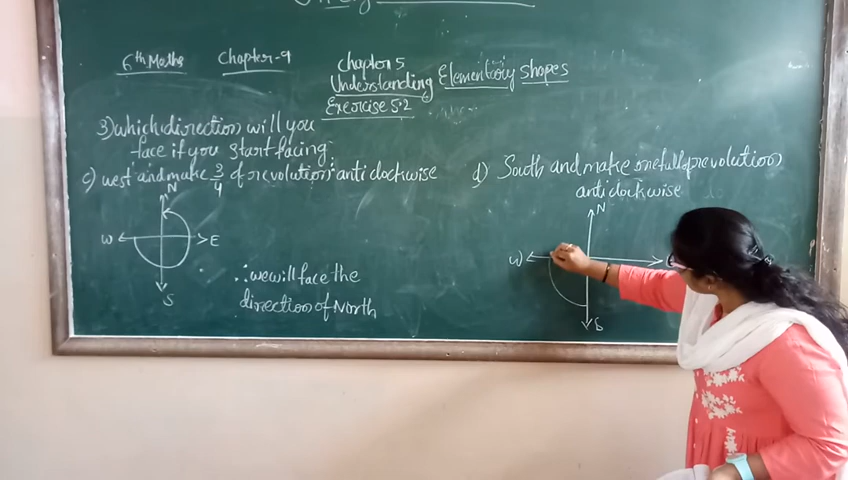 6th Maths
Chapter-9
Chapter 5
Understanding Elementary Shapes
Exercise 5.2
3) which direction will you
face if you start facing:
c) west and make 3/4 of revolution anti clockwise
N
W
E
S
∴ we will face the
direction of North
d) South and make one full of revolution
anti clockwise
N
W
S